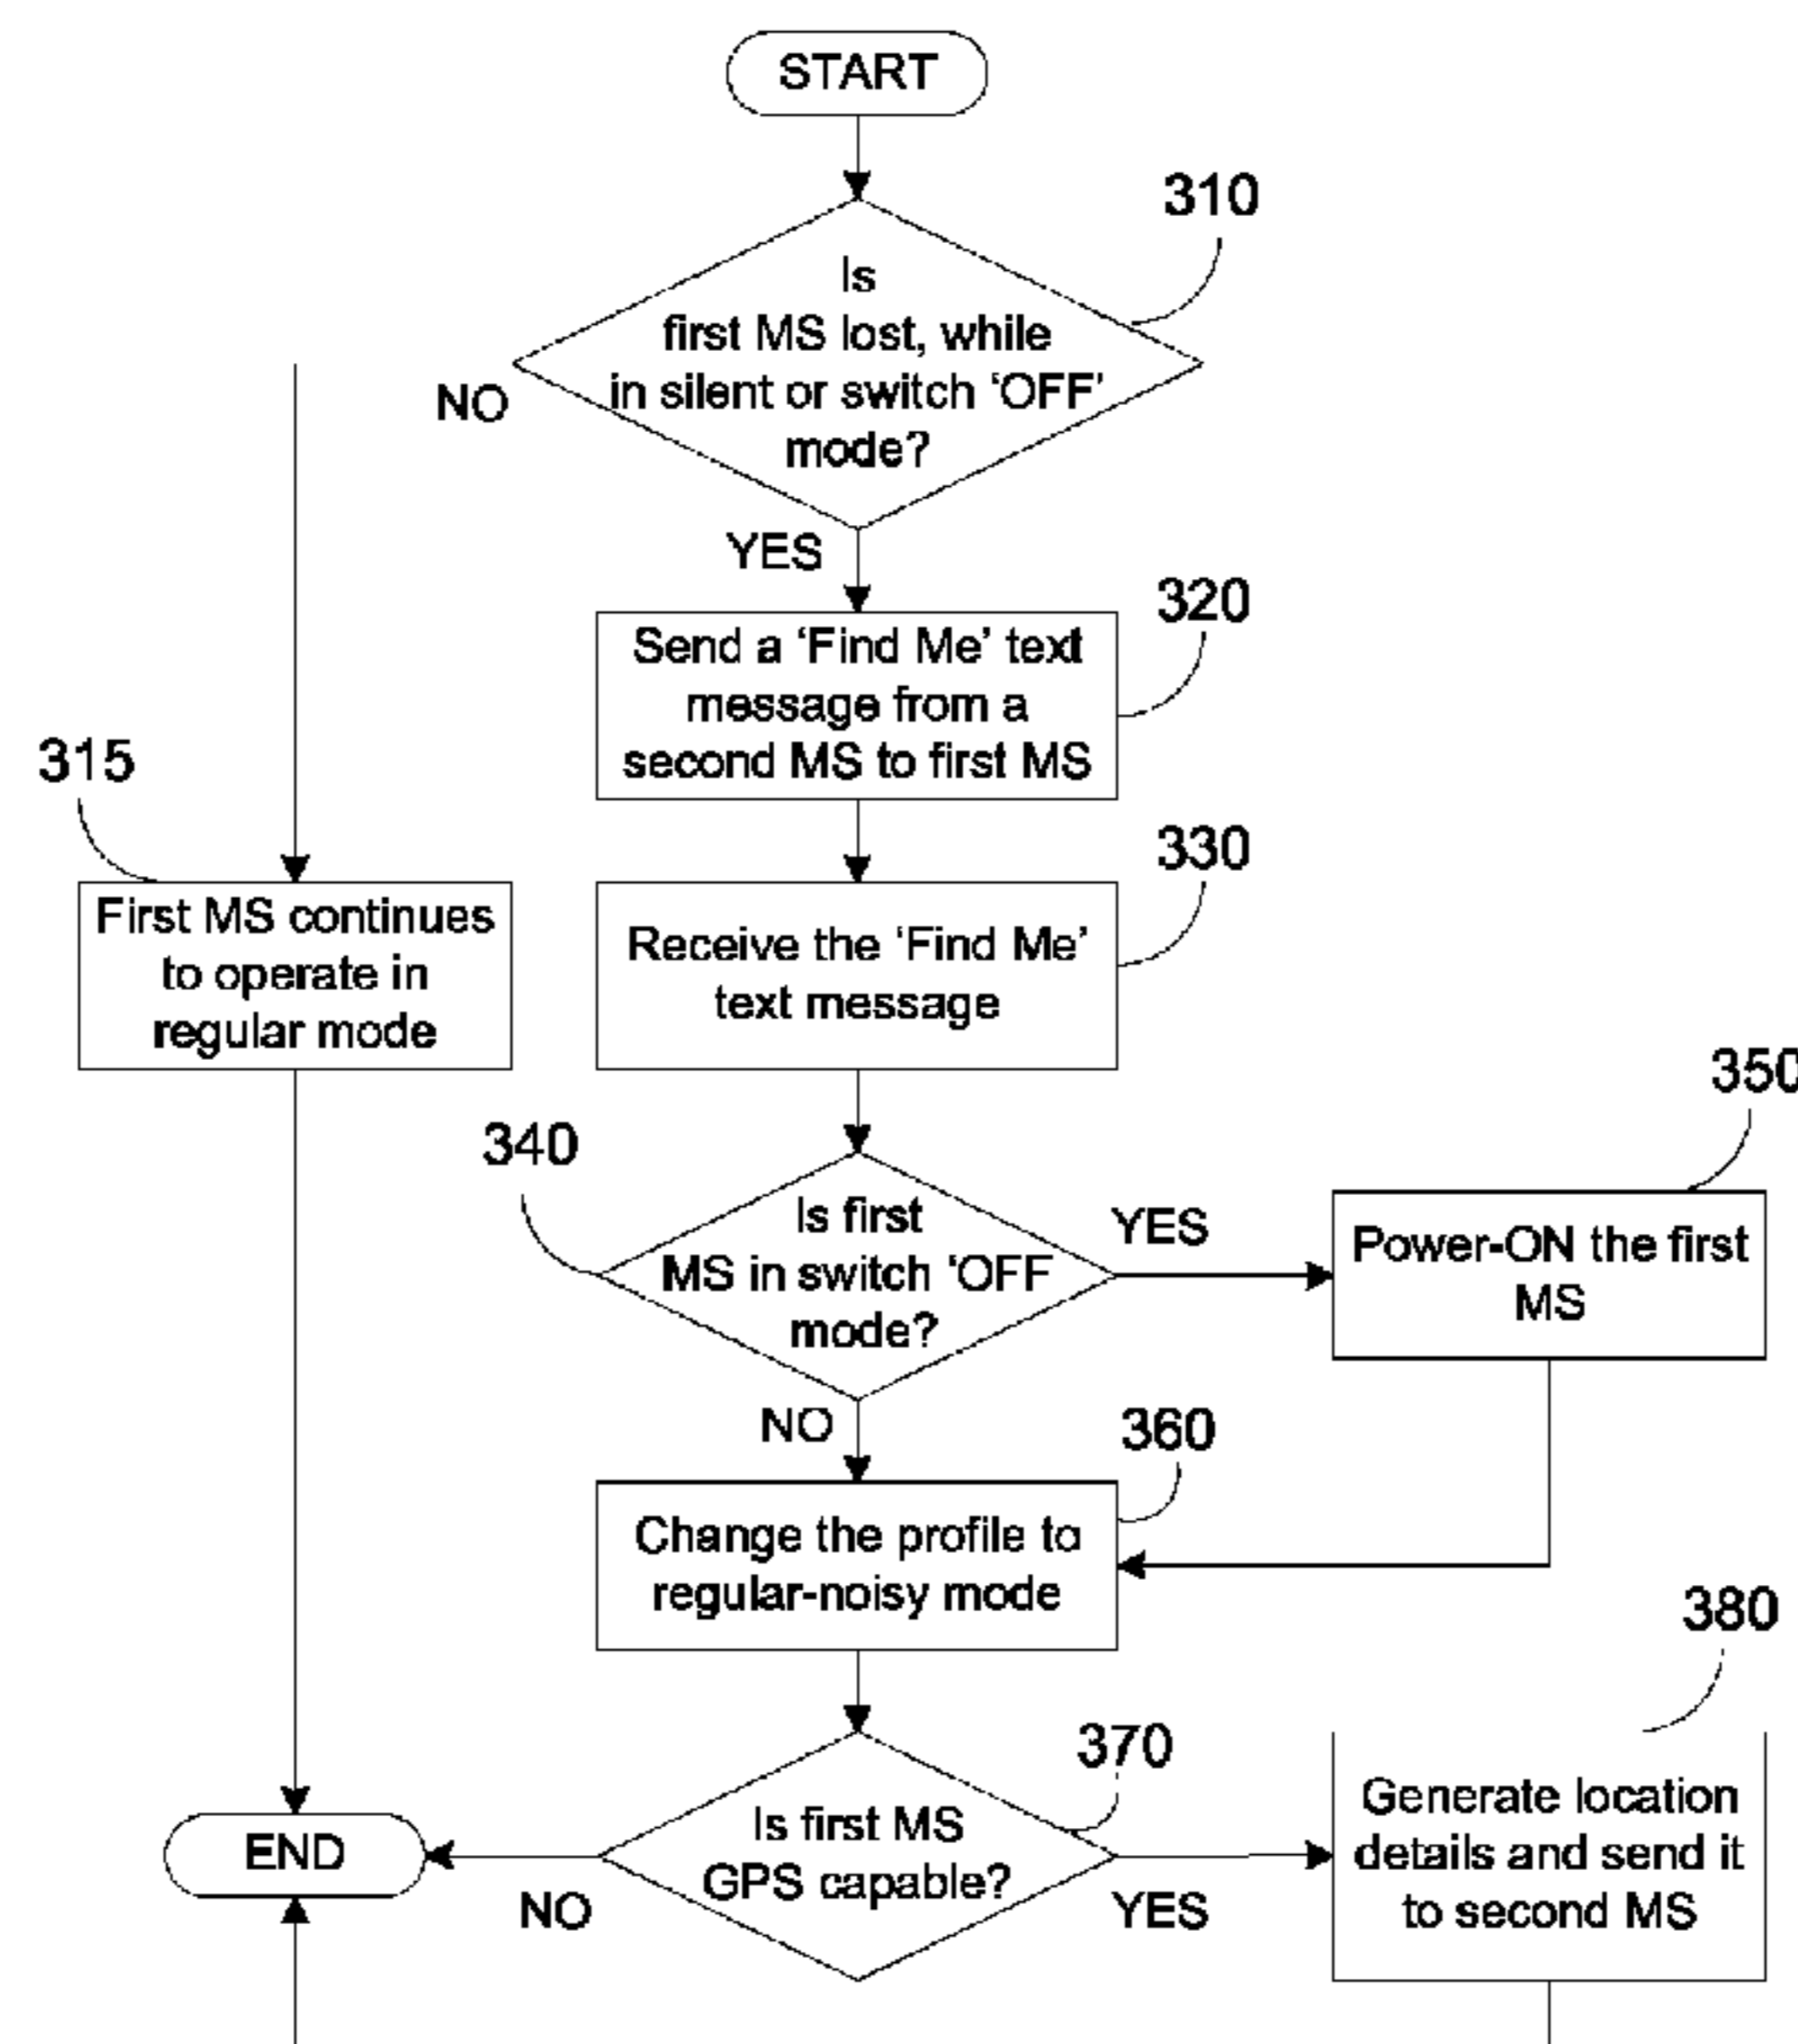 START
310
Is
first MS lost, while
in silent or switch ‘OFF’
mode?
NO
YES
320
Send a ‘Find Me’ text
message from a
second MS to first MS
315
First MS continues
to operate in
regular mode
330
Receive the ‘Find Me’
text message
340
Is first
MS in switch ‘OFF
mode?
YES
350
Power-ON the first
MS
NO
360
Change the profile to
regular-noisy mode
370
Is first MS
GPS capable?
380
Generate location
details and send it
to second MS
END
NO
YES